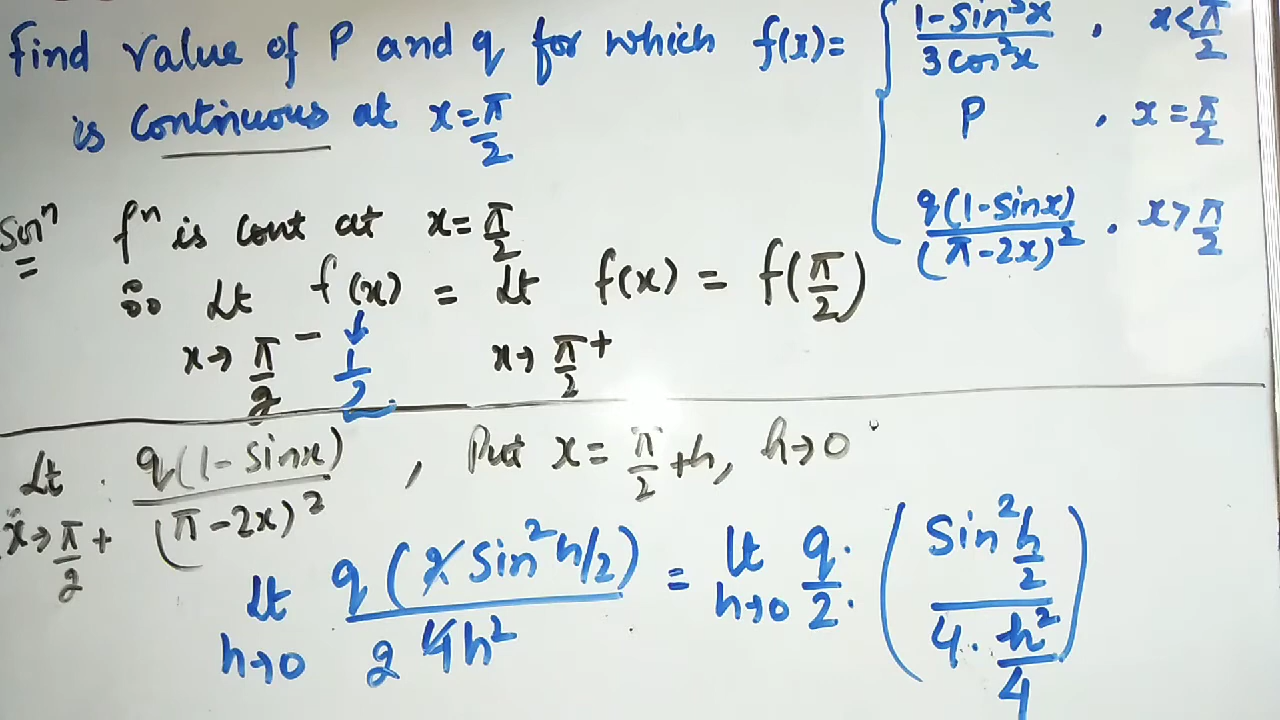 find value of P and q for which f(x)= { (1-Sin³x)/(3cos²x) , x<π/2
is Continuous at x=π/2
P , x=π/2
q(1-Sinx)/(π-2x)² , x>π/2
Solⁿ fⁿ is cont at x=π/2
So Lt x→π/2⁻ f(x) = Lt x→π/2⁺ f(x) = f(π/2)
↓ 1/2
Lt x→π/2+ q(1-Sinx)/(π-2x)² , Put x=π/2+h, h→0
Lt h→0 q(2Sin²h/2)/(2 4h²) = lt h→0 q/2 . (Sin²h/2 / 4.h²/4)